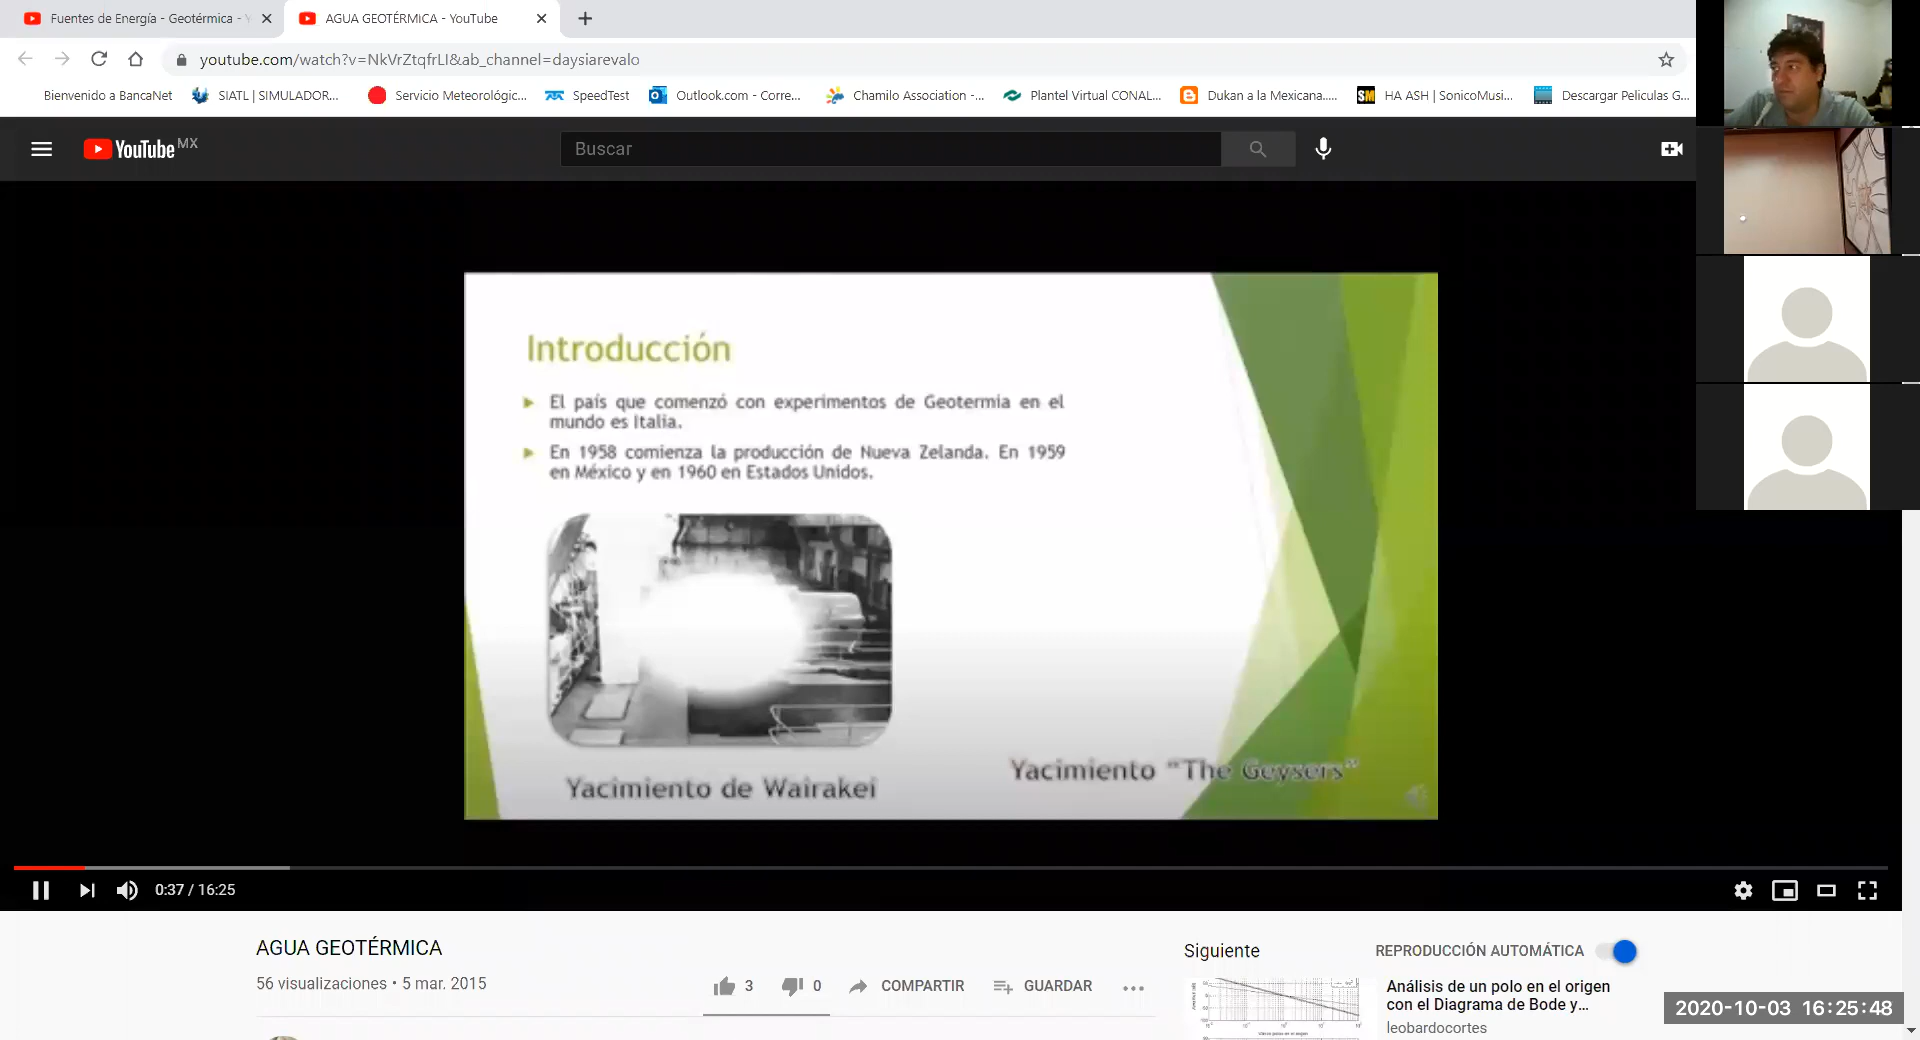 Fuentes de Energía - Geotérmica -
AGUA GEOTÉRMICA - YouTube
youtube.com/watch?v=NkVrZtqfrLI&ab_channel=daysiarevalo
Bienvenido a BancaNet
SIATL | SIMULADOR...
Servicio Meteorológic...
SpeedTest
Outlook.com - Corre...
Chamilo Association -...
Plantel Virtual CONAL...
Dukan a la Mexicana.....
SM
HA ASH | SonicoMusi...
Descargar Peliculas G...
YouTube MX
Buscar
Introducción
El país que comenzó con experimentos de Geotermia en el
mundo es Italia.
En 1958 comienza la producción de Nueva Zelanda. En 1959
en México y en 1960 en Estados Unidos.
Yacimiento de Wairakei
Yacimiento "The Geysers"
0:37 / 16:25
AGUA GEOTÉRMICA
56 visualizaciones • 5 mar. 2015
3
0
COMPARTIR
GUARDAR
Siguiente
REPRODUCCIÓN AUTOMÁTICA
Análisis de un polo en el origen
con el Diagrama de Bode y...
leobardocortes
2020-10-03 16:25:48